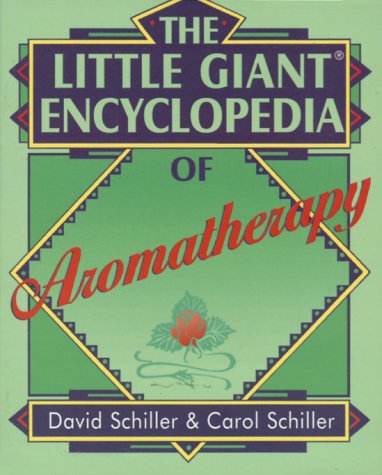 THE
LITTLE GIANT®
ENCYCLOPEDIA
OF
Aromatherapy
David Schiller & Carol Schiller